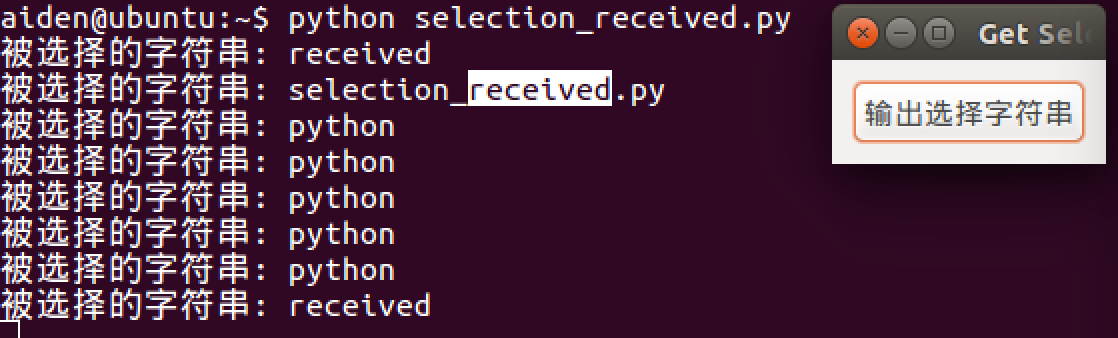 aiden@ubuntu:~$ python selection_received.py
被选择的字符串: received
被选择的字符串: selection_received.py
被选择的字符串: python
被选择的字符串: python
被选择的字符串: python
被选择的字符串: python
被选择的字符串: python
被选择的字符串: received
Get Sele
输出选择字符串